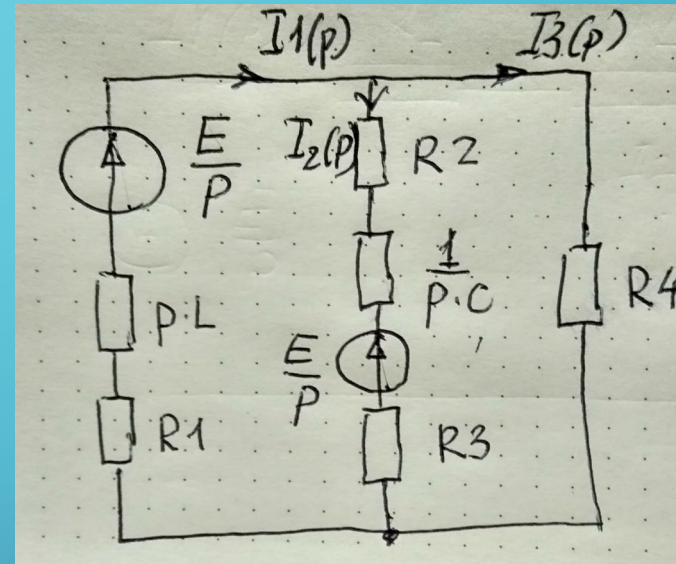 I1(p)
I3(p)
E/P
I₂(P)
R2
1/P·C
p·L
E/P
R4
R1
R3